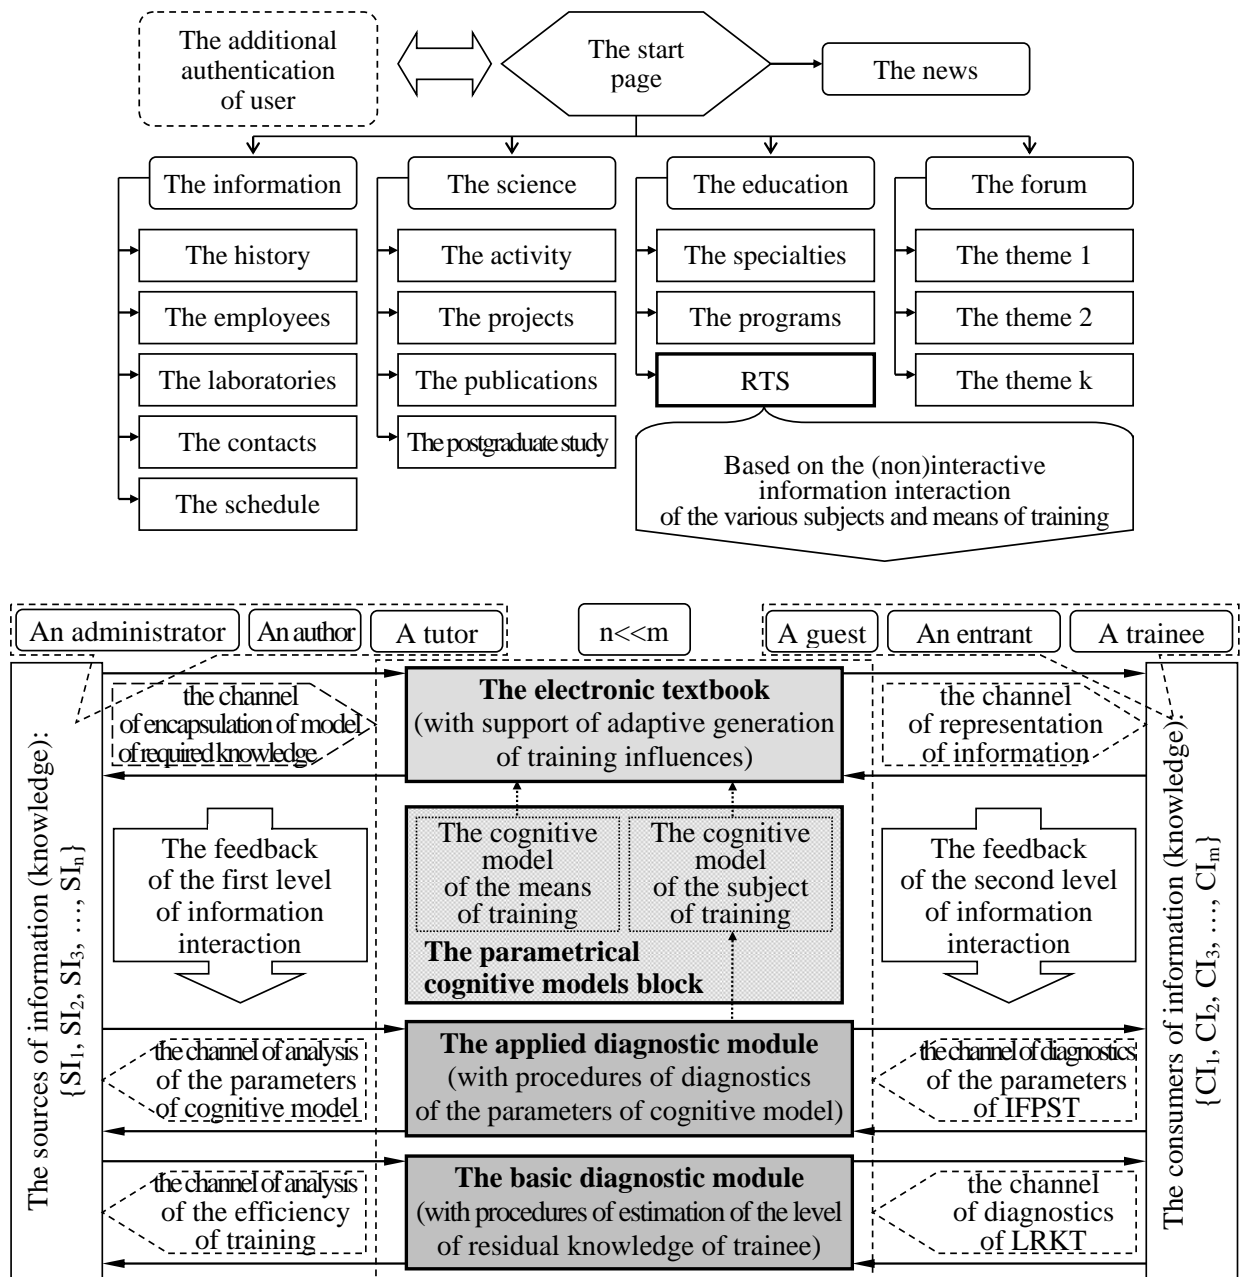 The additional
authentication
of user
The start
page
The news
The information
The science
The education
The forum
The history
The activity
The specialties
The theme 1
The employees
The projects
The programs
The theme 2
The laboratories
The publications
RTS
The theme k
The contacts
The postgraduate study
The schedule
Based on the (non)interactive
information interaction
of the various subjects and means of training
An administrator
An author
A tutor
n<<m
A guest
An entrant
A trainee
The sources of information (knowledge):
{SI1, SI2, SI3, ..., SIn}
the channel
of encapsulation of model
of required knowledge
The electronic textbook
(with support of adaptive generation
of training influences)
the channel
of representation
of information
The consumers of information (knowledge):
{CI1, CI2, CI3, ..., CIm}
The feedback
of the first level
of information
interaction
The cognitive
model
of the means
of training
The cognitive
model
of the subject
of training
The parametrical
cognitive models block
The feedback
of the second level
of information
interaction
the channel of analysis
of the parameters
of cognitive model
The applied diagnostic module
(with procedures of diagnostics
of the parameters of cognitive model)
the channel of diagnostics
of the parameters
of IFPST
the channel of analysis
of the efficiency
of training
The basic diagnostic module
(with procedures of estimation of the level
of residual knowledge of trainee)
the channel
of diagnostics
of LRKT